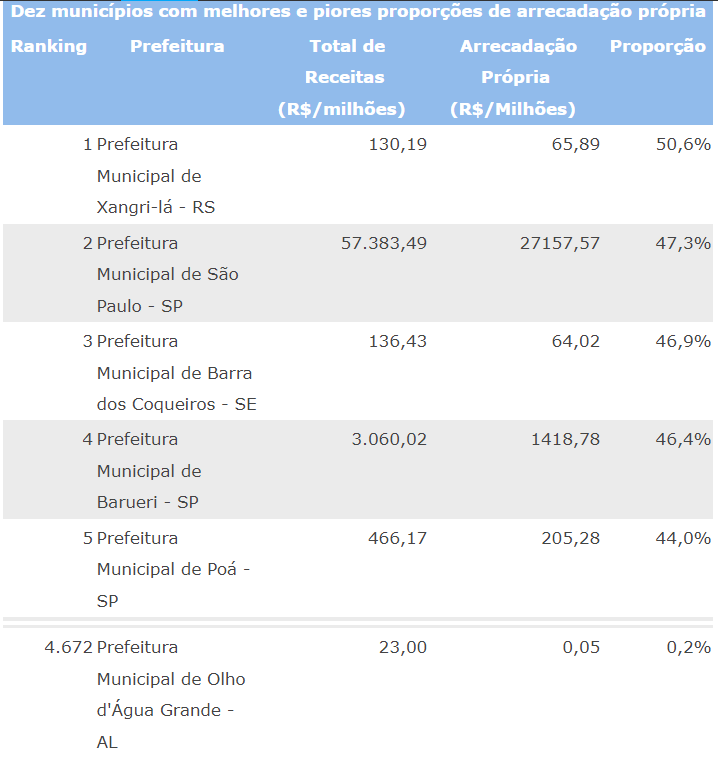 Dez municípios com melhores e piores proporções de arrecadação própria
Ranking Prefeitura Total de Receitas (R$/milhões) Arrecadação Própria (R$/Milhões) Proporção
1 Prefeitura Municipal de Xangri-lá - RS 130,19 65,89 50,6%
2 Prefeitura Municipal de São Paulo - SP 57.383,49 27157,57 47,3%
3 Prefeitura Municipal de Barra dos Coqueiros - SE 136,43 64,02 46,9%
4 Prefeitura Municipal de Barueri - SP 3.060,02 1418,78 46,4%
5 Prefeitura Municipal de Poá - SP 466,17 205,28 44,0%
4.672 Prefeitura Municipal de Olho d'Água Grande - AL 23,00 0,05 0,2%